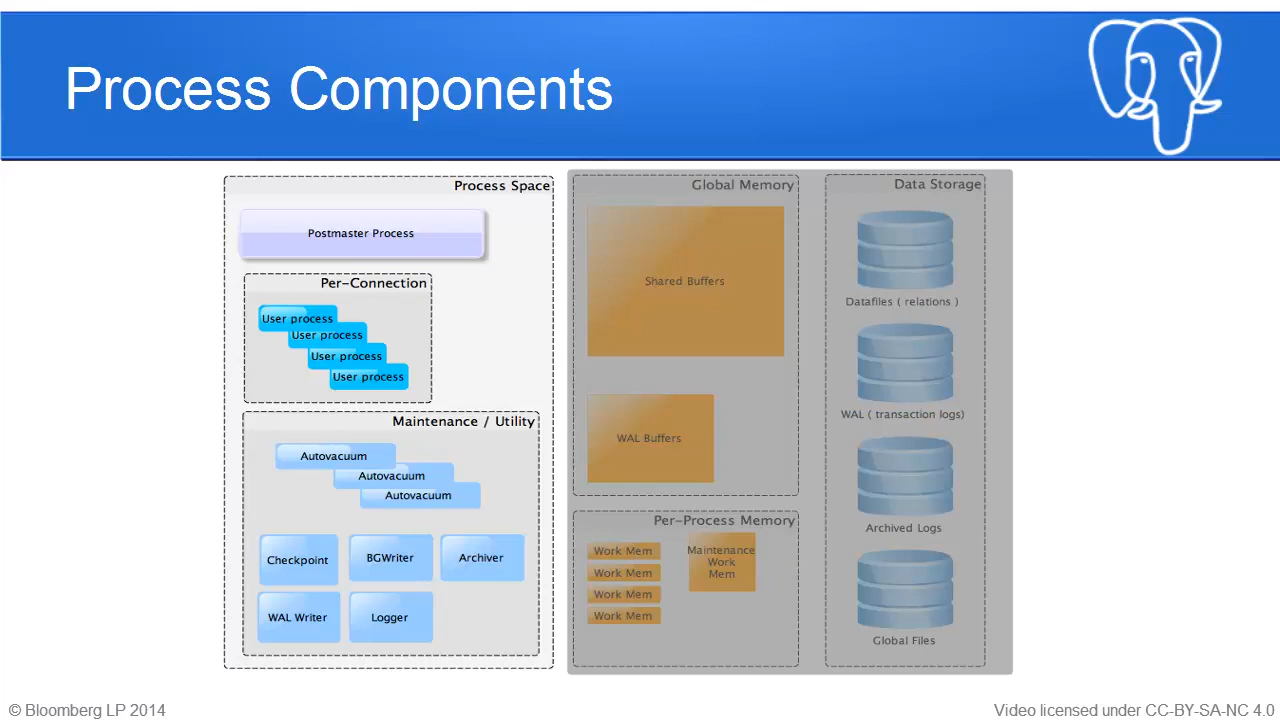 Process Components
Process Space
Postmaster Process
Per-Connection
User process
User process
User process
User process
Maintenance / Utility
Autovacuum
Autovacuum
Autovacuum
Checkpoint
BGWriter
Archiver
WAL Writer
Logger
Global Memory
Shared Buffers
WAL Buffers
Per-Process Memory
Work Mem
Work Mem
Work Mem
Work Mem
Maintenance
Work
Mem
Data Storage
Datafiles ( relations )
WAL ( transaction logs)
Archived Logs
Global Files
© Bloomberg LP 2014
Video licensed under CC-BY-SA-NC 4.0